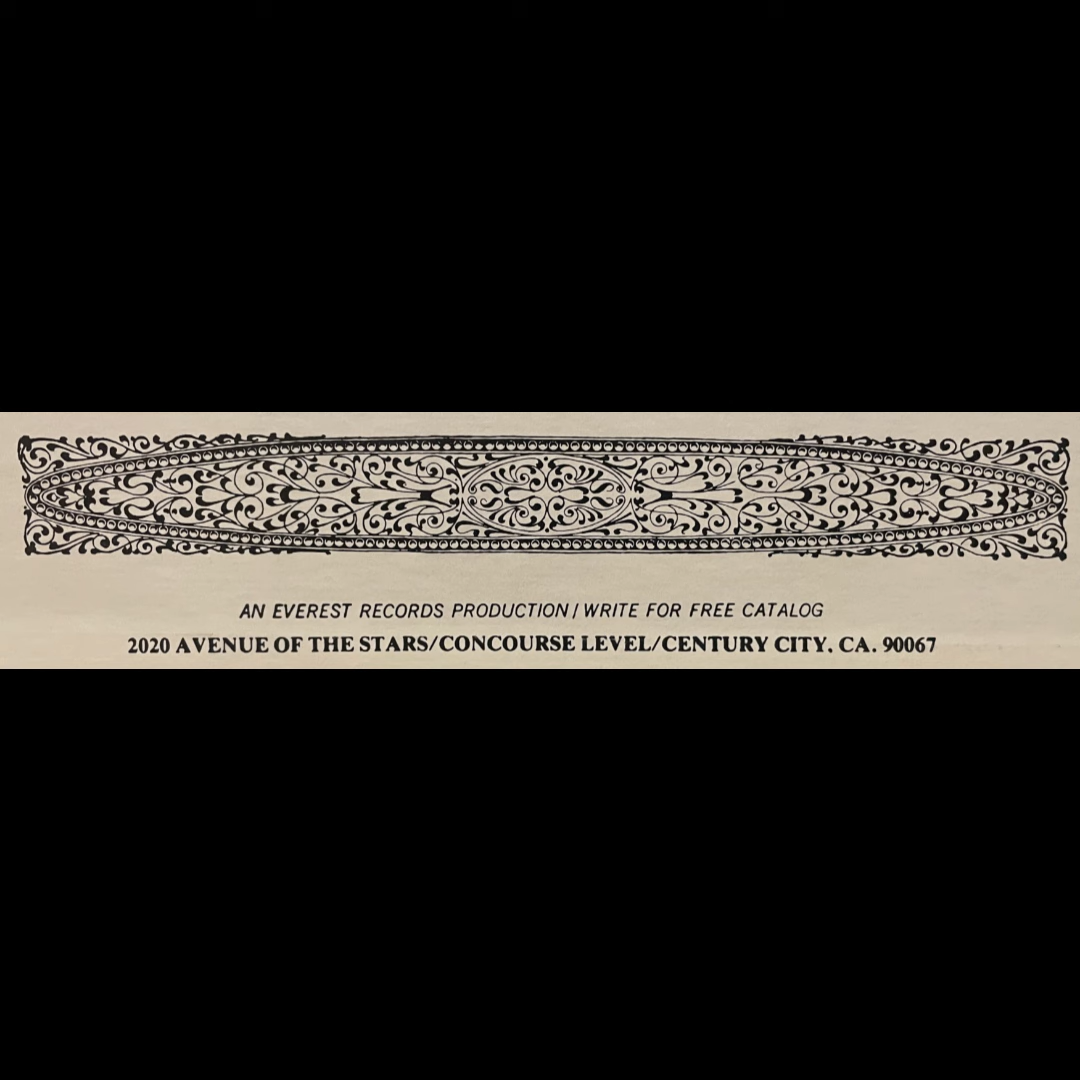 AN EVEREST RECORDS PRODUCTION / WRITE FOR FREE CATALOG
2020 AVENUE OF THE STARS/CONCOURSE LEVEL/CENTURY CITY. CA. 90067